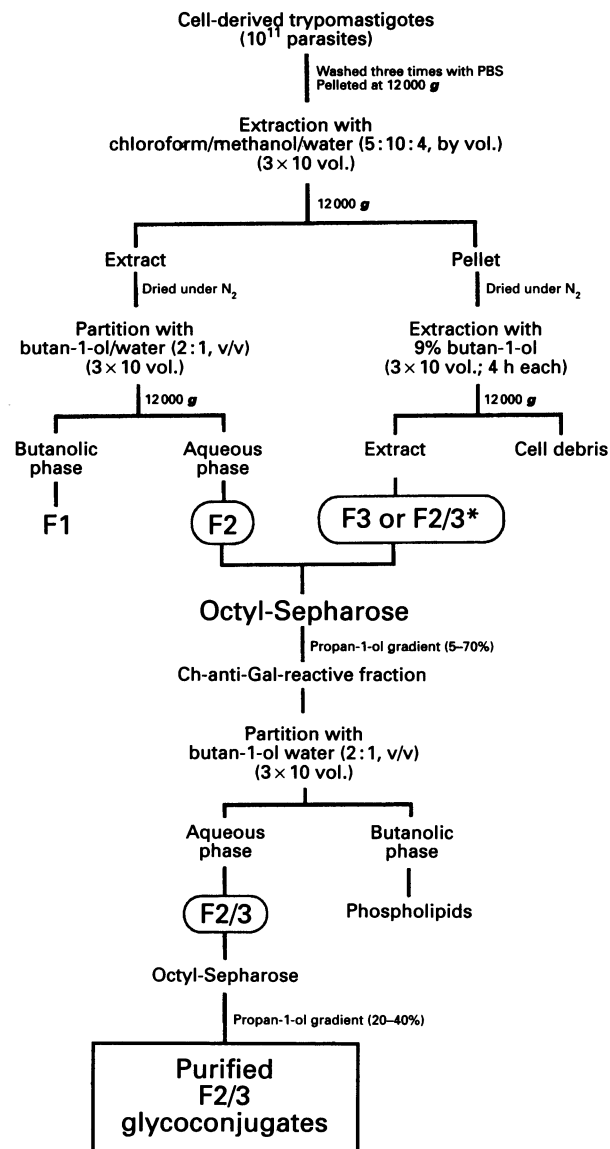 Cell-derived trypomastigotes
(10¹¹ parasites)
Washed three times with PBS
Pelleted at 12 000 g
Extraction with
chloroform/methanol/water (5:10:4, by vol.)
(3 × 10 vol.)
12 000 g
Extract
Pellet
Dried under N₂
Dried under N₂
Partition with
butan-1-ol/water (2:1, v/v)
(3 × 10 vol.)
Extraction with
9% butan-1-ol
(3 × 10 vol.; 4 h each)
12 000 g
12 000 g
Butanolic
phase
Aqueous
phase
Extract
Cell debris
F1
F2
F3 or F2/3*
Octyl-Sepharose
Propan-1-ol gradient (5–70%)
Ch-anti-Gal-reactive fraction
Partition with
butan-1-ol water (2:1, v/v)
(3 × 10 vol.)
Aqueous
phase
Butanolic
phase
F2/3
Phospholipids
Octyl-Sepharose
Propan-1-ol gradient (20–40%)
Purified
F2/3
glycoconjugates